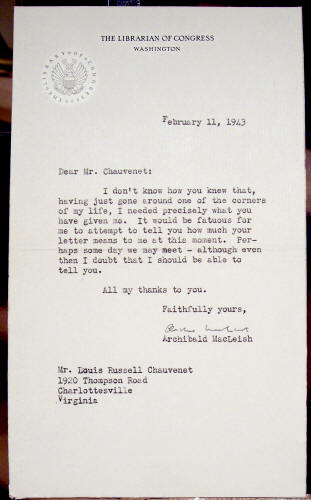 THE LIBRARIAN OF CONGRESS
WASHINGTON
February 11, 1943
Dear Mr. Chauvenet:
I don't know how you knew that,
having just gone around one of the corners
of my life, I needed precisely what you
have given me. It would be fatuous for
me to attempt to tell you how much your
letter means to me at this moment. Per-
haps some day we may meet - although even
then I doubt that I should be able to
tell you.
All my thanks to you.
Faithfully yours,
Archibald MacLeish
Mr. Louis Russell Chauvenet
1920 Thompson Road
Charlottesville
Virginia